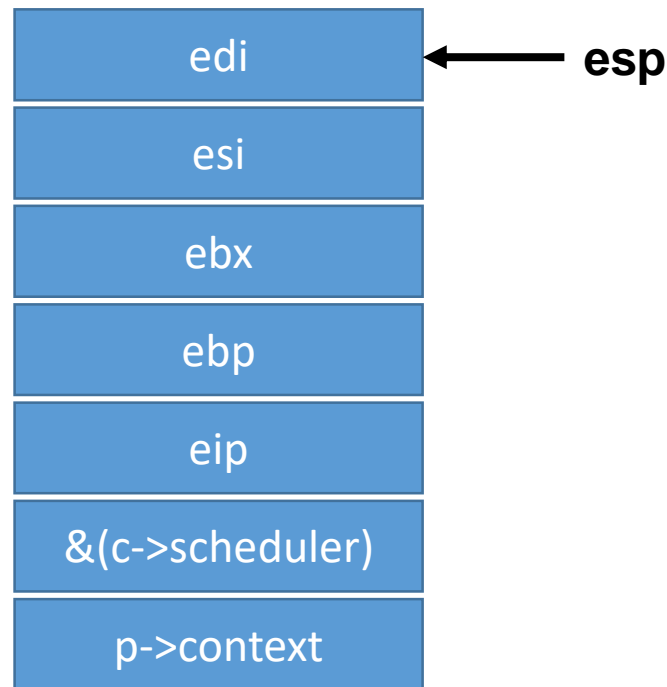 edi
esp
esi
ebx
ebp
eip
&(c->scheduler)
p->context